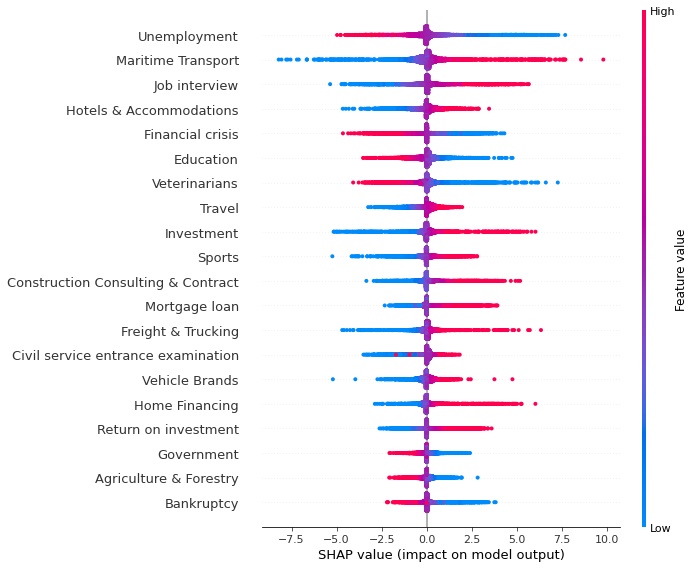 High
Unemployment
Maritime Transport
Job interview
Hotels & Accommodations
Financial crisis
Education
Veterinarians
Travel
Investment
Sports
Construction Consulting & Contract
Mortgage loan
Freight & Trucking
Civil service entrance examination
Vehicle Brands
Home Financing
Return on investment
Government
Agriculture & Forestry
Bankruptcy
Feature value
Low
−7.5 −5.0 −2.5 0.0 2.5 5.0 7.5 10.0
SHAP value (impact on model output)